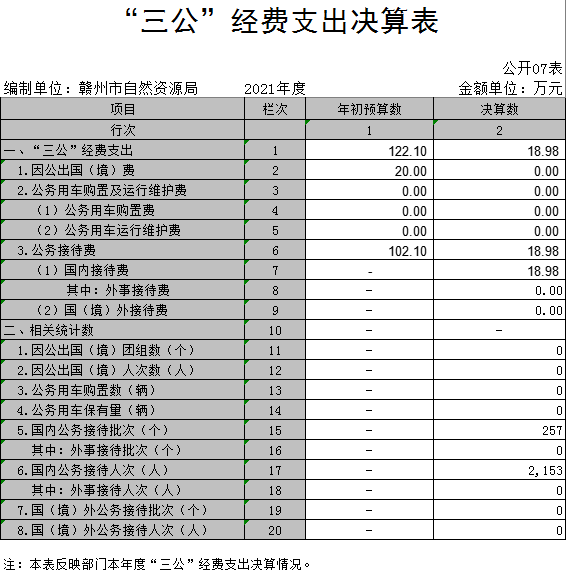 “三公”经费支出决算表
公开07表
编制单位：赣州市自然资源局 2021年度 金额单位：万元
项目 栏次 年初预算数 决算数
行次 1 2
一、“三公”经费支出 1 122.10 18.98
1.因公出国（境）费 2 20.00 0.00
2.公务用车购置及运行维护费 3 0.00 0.00
（1）公务用车购置费 4 0.00 0.00
（2）公务用车运行维护费 5 0.00 0.00
3.公务接待费 6 102.10 18.98
（1）国内接待费 7 - 18.98
其中：外事接待费 8 - 0.00
（2）国（境）外接待费 9 - 0.00
二、相关统计数 10 - -
1.因公出国（境）团组数（个） 11 - 0
2.因公出国（境）人次数（人） 12 - 0
3.公务用车购置数（辆） 13 - 0
4.公务用车保有量（辆） 14 - 0
5.国内公务接待批次（个） 15 - 257
其中：外事接待批次（个） 16 - 0
6.国内公务接待人次（人） 17 - 2,153
其中：外事接待人次（人） 18 - 0
7.国（境）外公务接待批次（个） 19 - 0
8.国（境）外公务接待人次（人） 20 - 0
注：本表反映部门本年度“三公”经费支出决算情况。